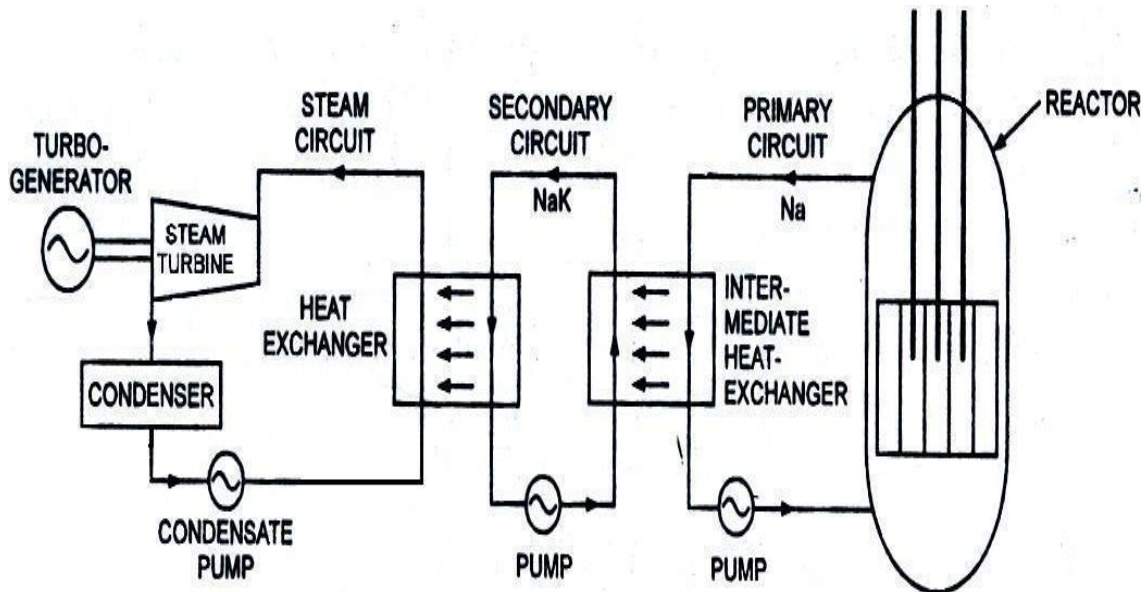 STEAM
CIRCUIT
SECONDARY
CIRCUIT
NaK
PRIMARY
CIRCUIT
Na
REACTOR
TURBO-
GENERATOR
STEAM
TURBINE
HEAT
EXCHANGER
INTER-
MEDIATE
HEAT-
EXCHANGER
CONDENSER
CONDENSATE
PUMP
PUMP
PUMP